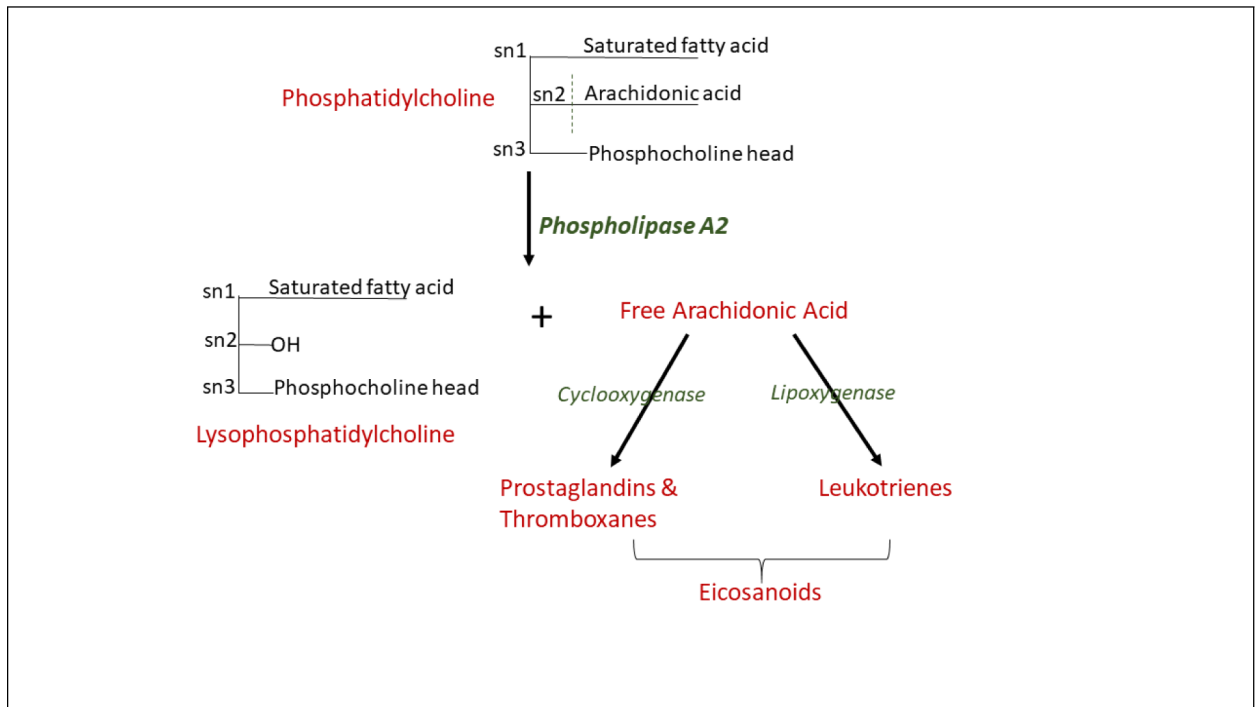 sn1 Saturated fatty acid
Phosphatidylcholine sn2 Arachidonic acid
sn3 Phosphocholine head
Phospholipase A2
sn1 Saturated fatty acid
+ Free Arachidonic Acid
sn2 OH
sn3 Phosphocholine head
Cyclooxygenase Lipoxygenase
Lysophosphatidylcholine
Prostaglandins &
Thromboxanes
Leukotrienes
Eicosanoids